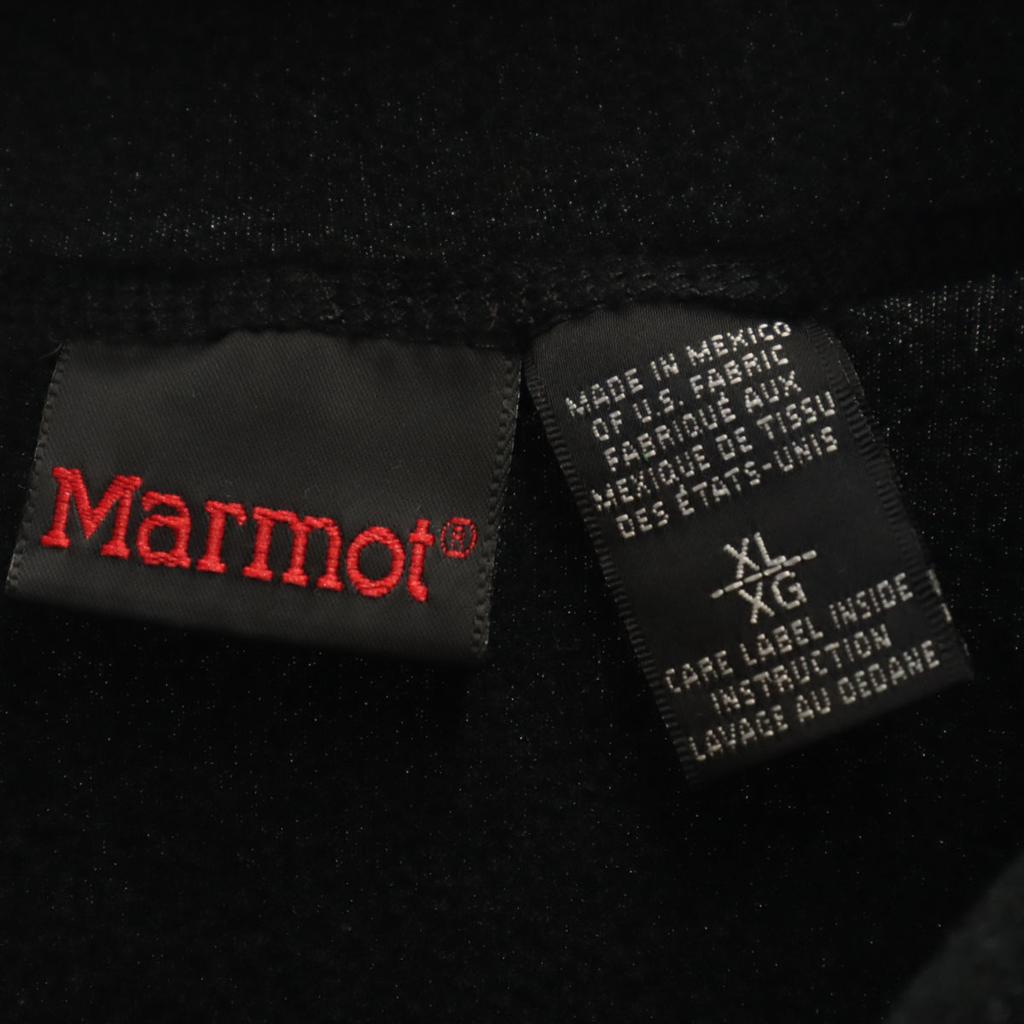 Marmot®
MADE IN MEXICO
OF U.S. FABRIC
FABRIQUÉ AUX
MEXIQUE DE TISSU
DES ÉTATS-UNIS
XL
XG
CARE LABEL INSIDE
INSTRUCTION
LAVAGE AU DEDANE